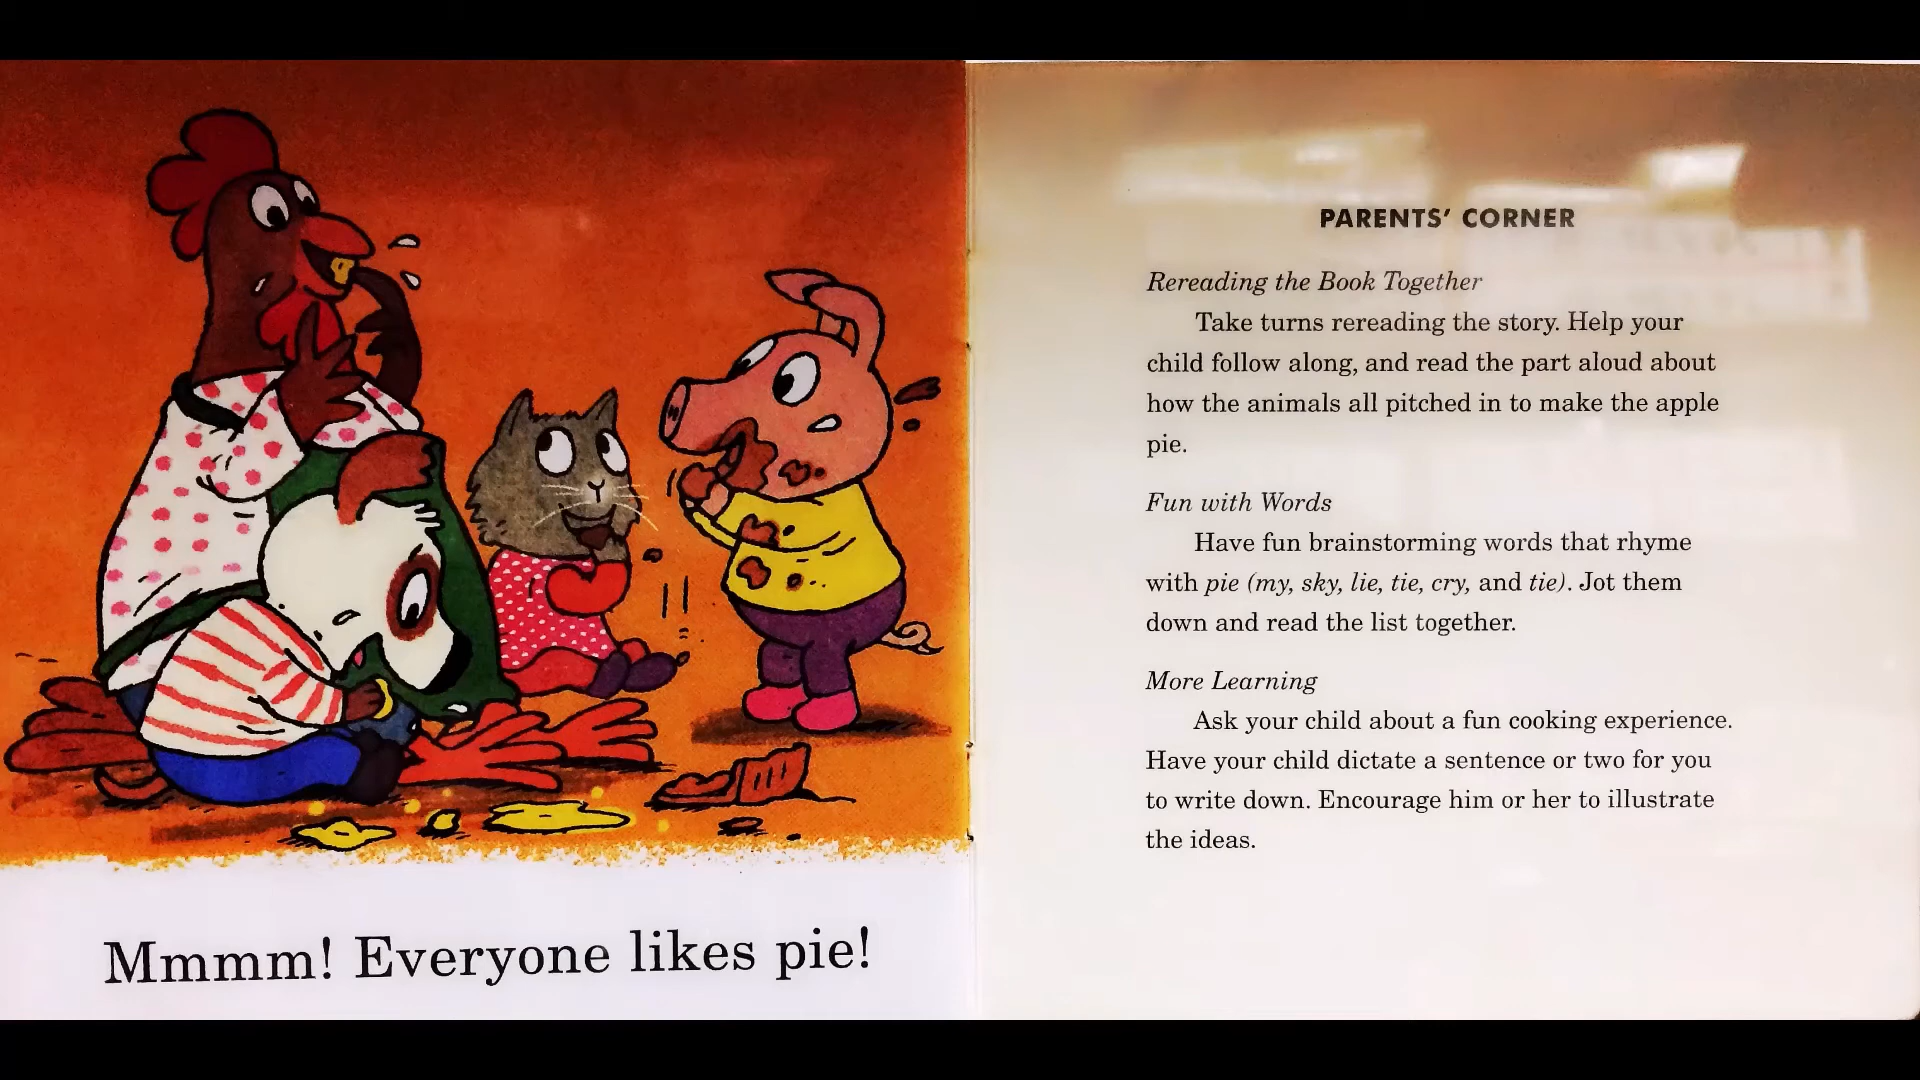 Mmmm! Everyone likes pie!
PARENTS' CORNER
Rereading the Book Together
Take turns rereading the story. Help your
child follow along, and read the part aloud about
how the animals all pitched in to make the apple
pie.
Fun with Words
Have fun brainstorming words that rhyme
with pie (my, sky, lie, tie, cry, and tie). Jot them
down and read the list together.
More Learning
Ask your child about a fun cooking experience.
Have your child dictate a sentence or two for you
to write down. Encourage him or her to illustrate
the ideas.